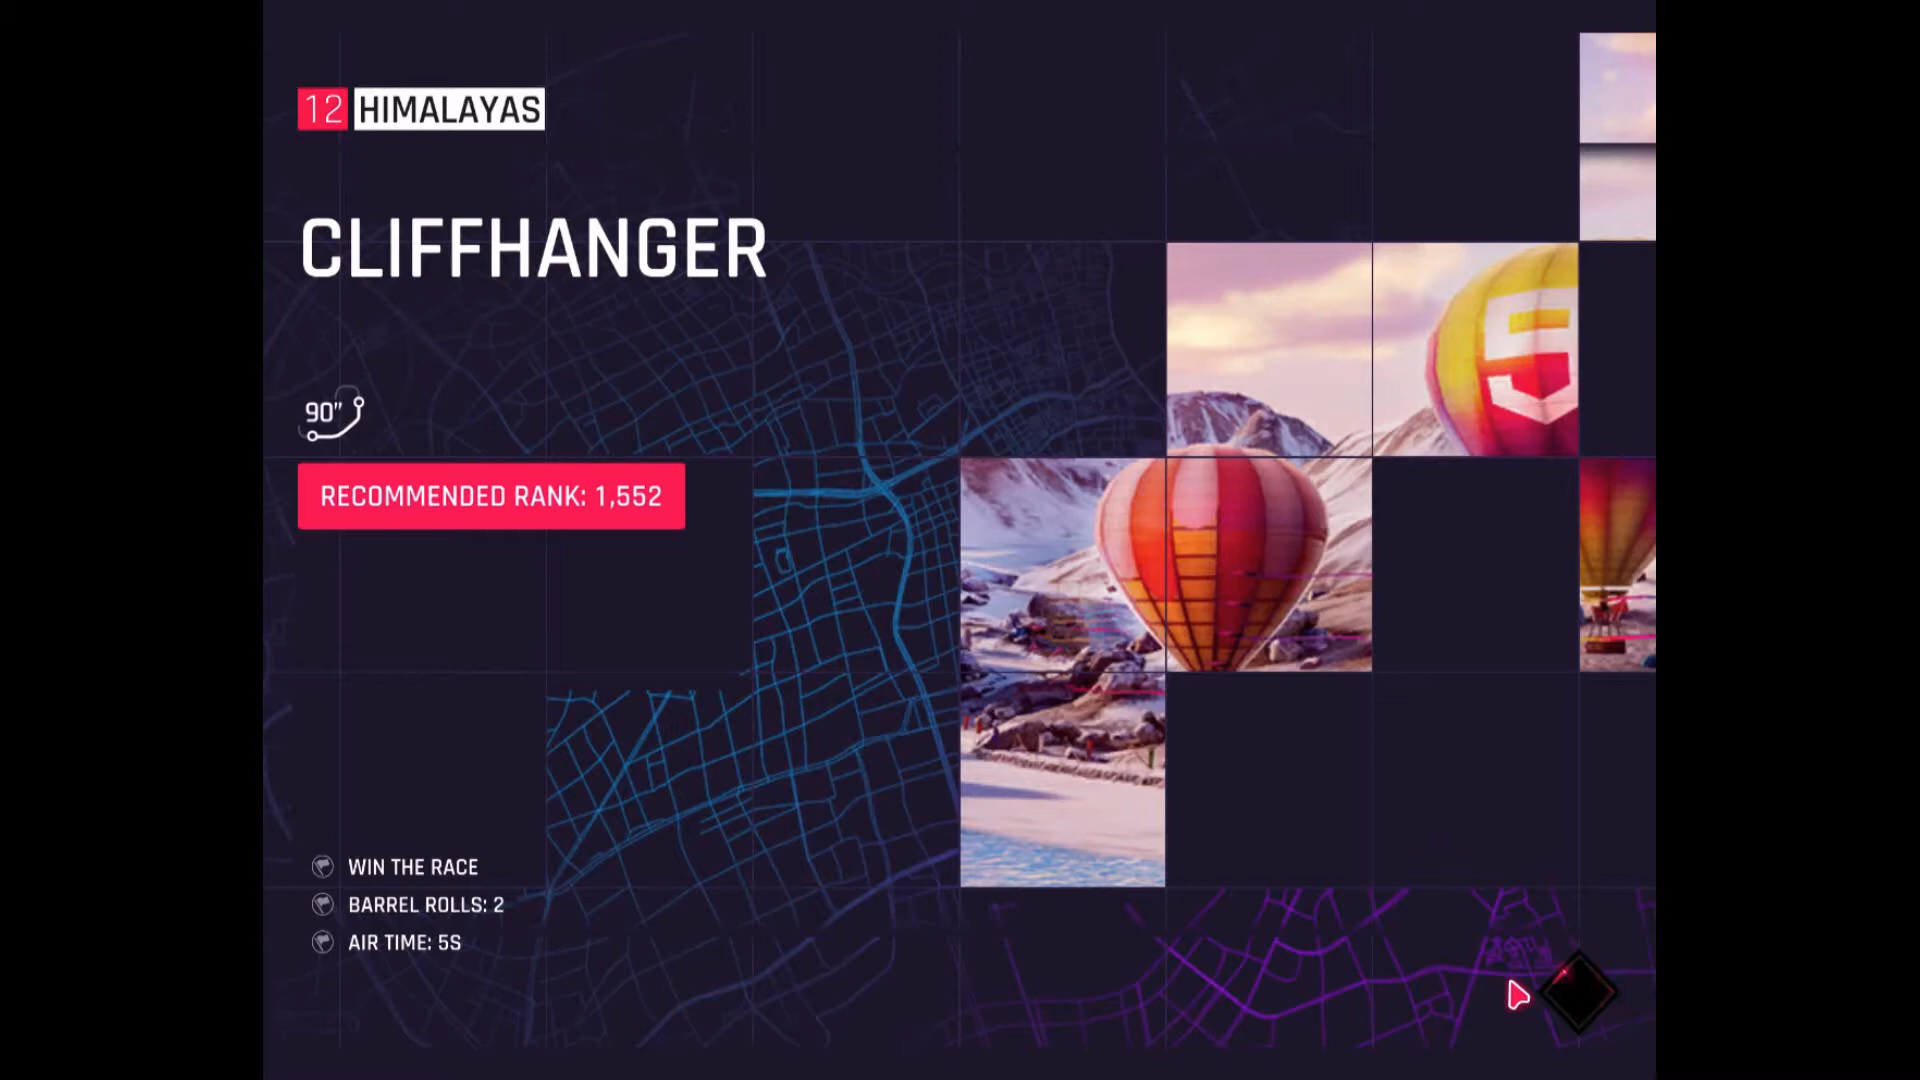 12 HIMALAYAS
CLIFFHANGER
90"
RECOMMENDED RANK: 1,552
WIN THE RACE
BARREL ROLLS: 2
AIR TIME: 5S